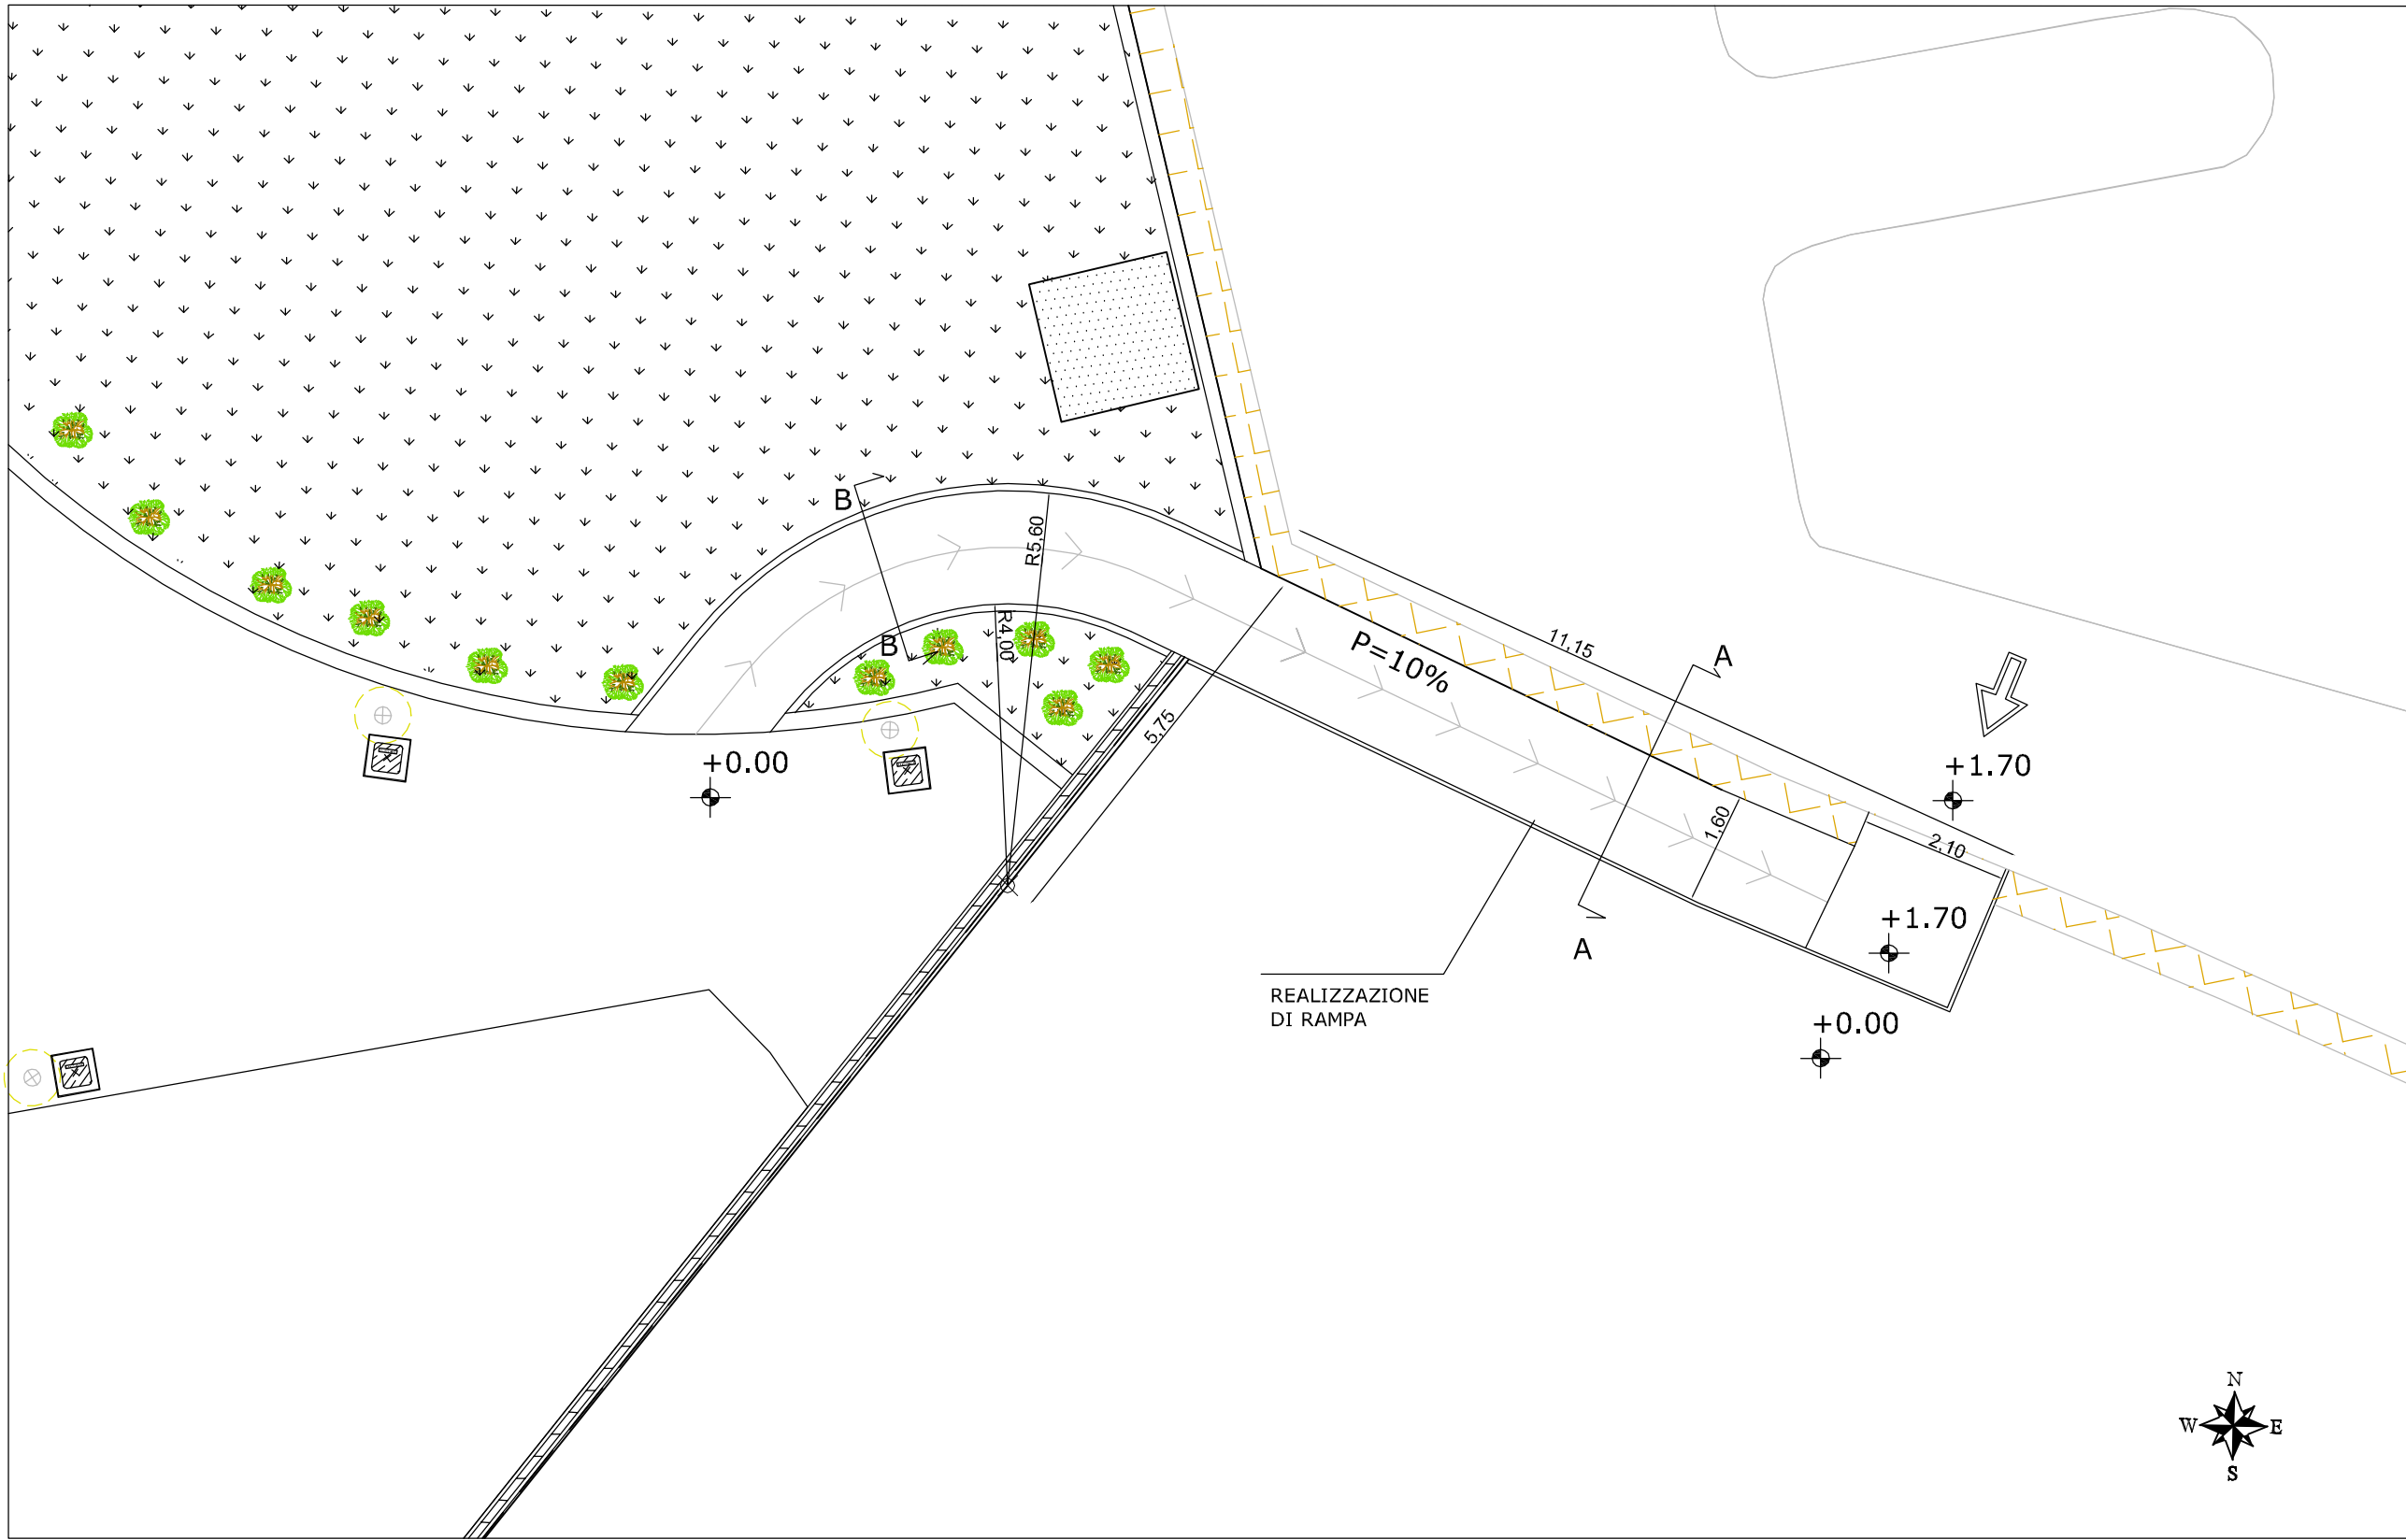 B
R5,60
B
R4,00
11,15
P=10%
A
5,75
+0.00
+1.70
1,60
2,10
+1.70
A
REALIZZAZIONE
DI RAMPA
+0.00
N
W
E
S